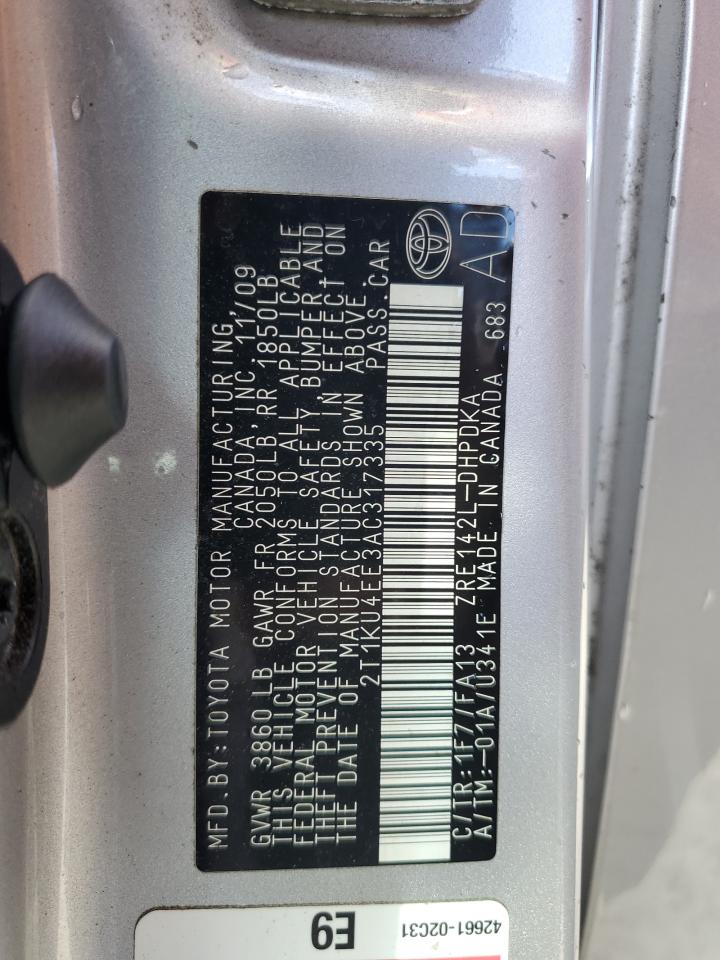 MFD.BY:TOYOTA MOTOR MANUFACTURING
CANADA, INC. 11/09
GVWR 3860 LB GAWR FR 2050LB, RR 1850LB
THIS VEHICLE CONFORMS TO ALL APPLICABLE
FEDERAL MOTOR VEHICLE SAFETY, BUMPER,AND
THEFT PREVENTION STANDARDS IN EFFECT ON
THE DATE OF MANUFACTURE SHOWN ABOVE.
2T1KU4EE3AC317335 PASS.CAR
C/TR:1F7/FA13 ZRE142L-DHPDKA
A/TM:-01A/U341E MADE IN CANADA 683
AD
E9
42661-02C31